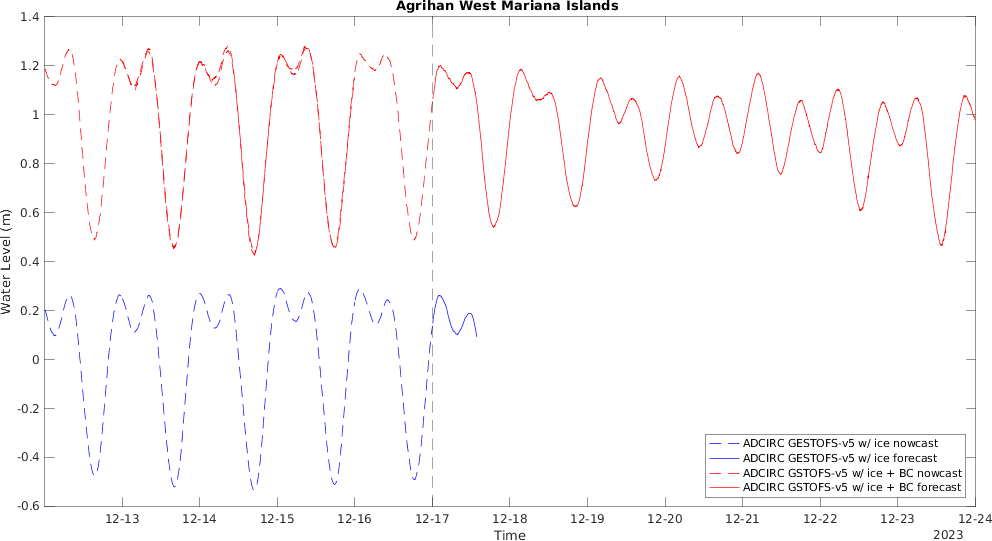 Agrihan West Mariana Islands
1.4
1.2
1
0.8
0.6
0.4
0.2
0
-0.2
-0.4
-0.6
Water Level (m)
ADCIRC GESTOFS-v5 w/ ice nowcast
ADCIRC GESTOFS-v5 w/ ice forecast
ADCIRC GSTOFS-v5 w/ ice + BC nowcast
ADCIRC GSTOFS-v5 w/ ice + BC forecast
12-13 12-14 12-15 12-16 12-17 12-18 12-19 12-20 12-21 12-22 12-23 12-24
Time
2023